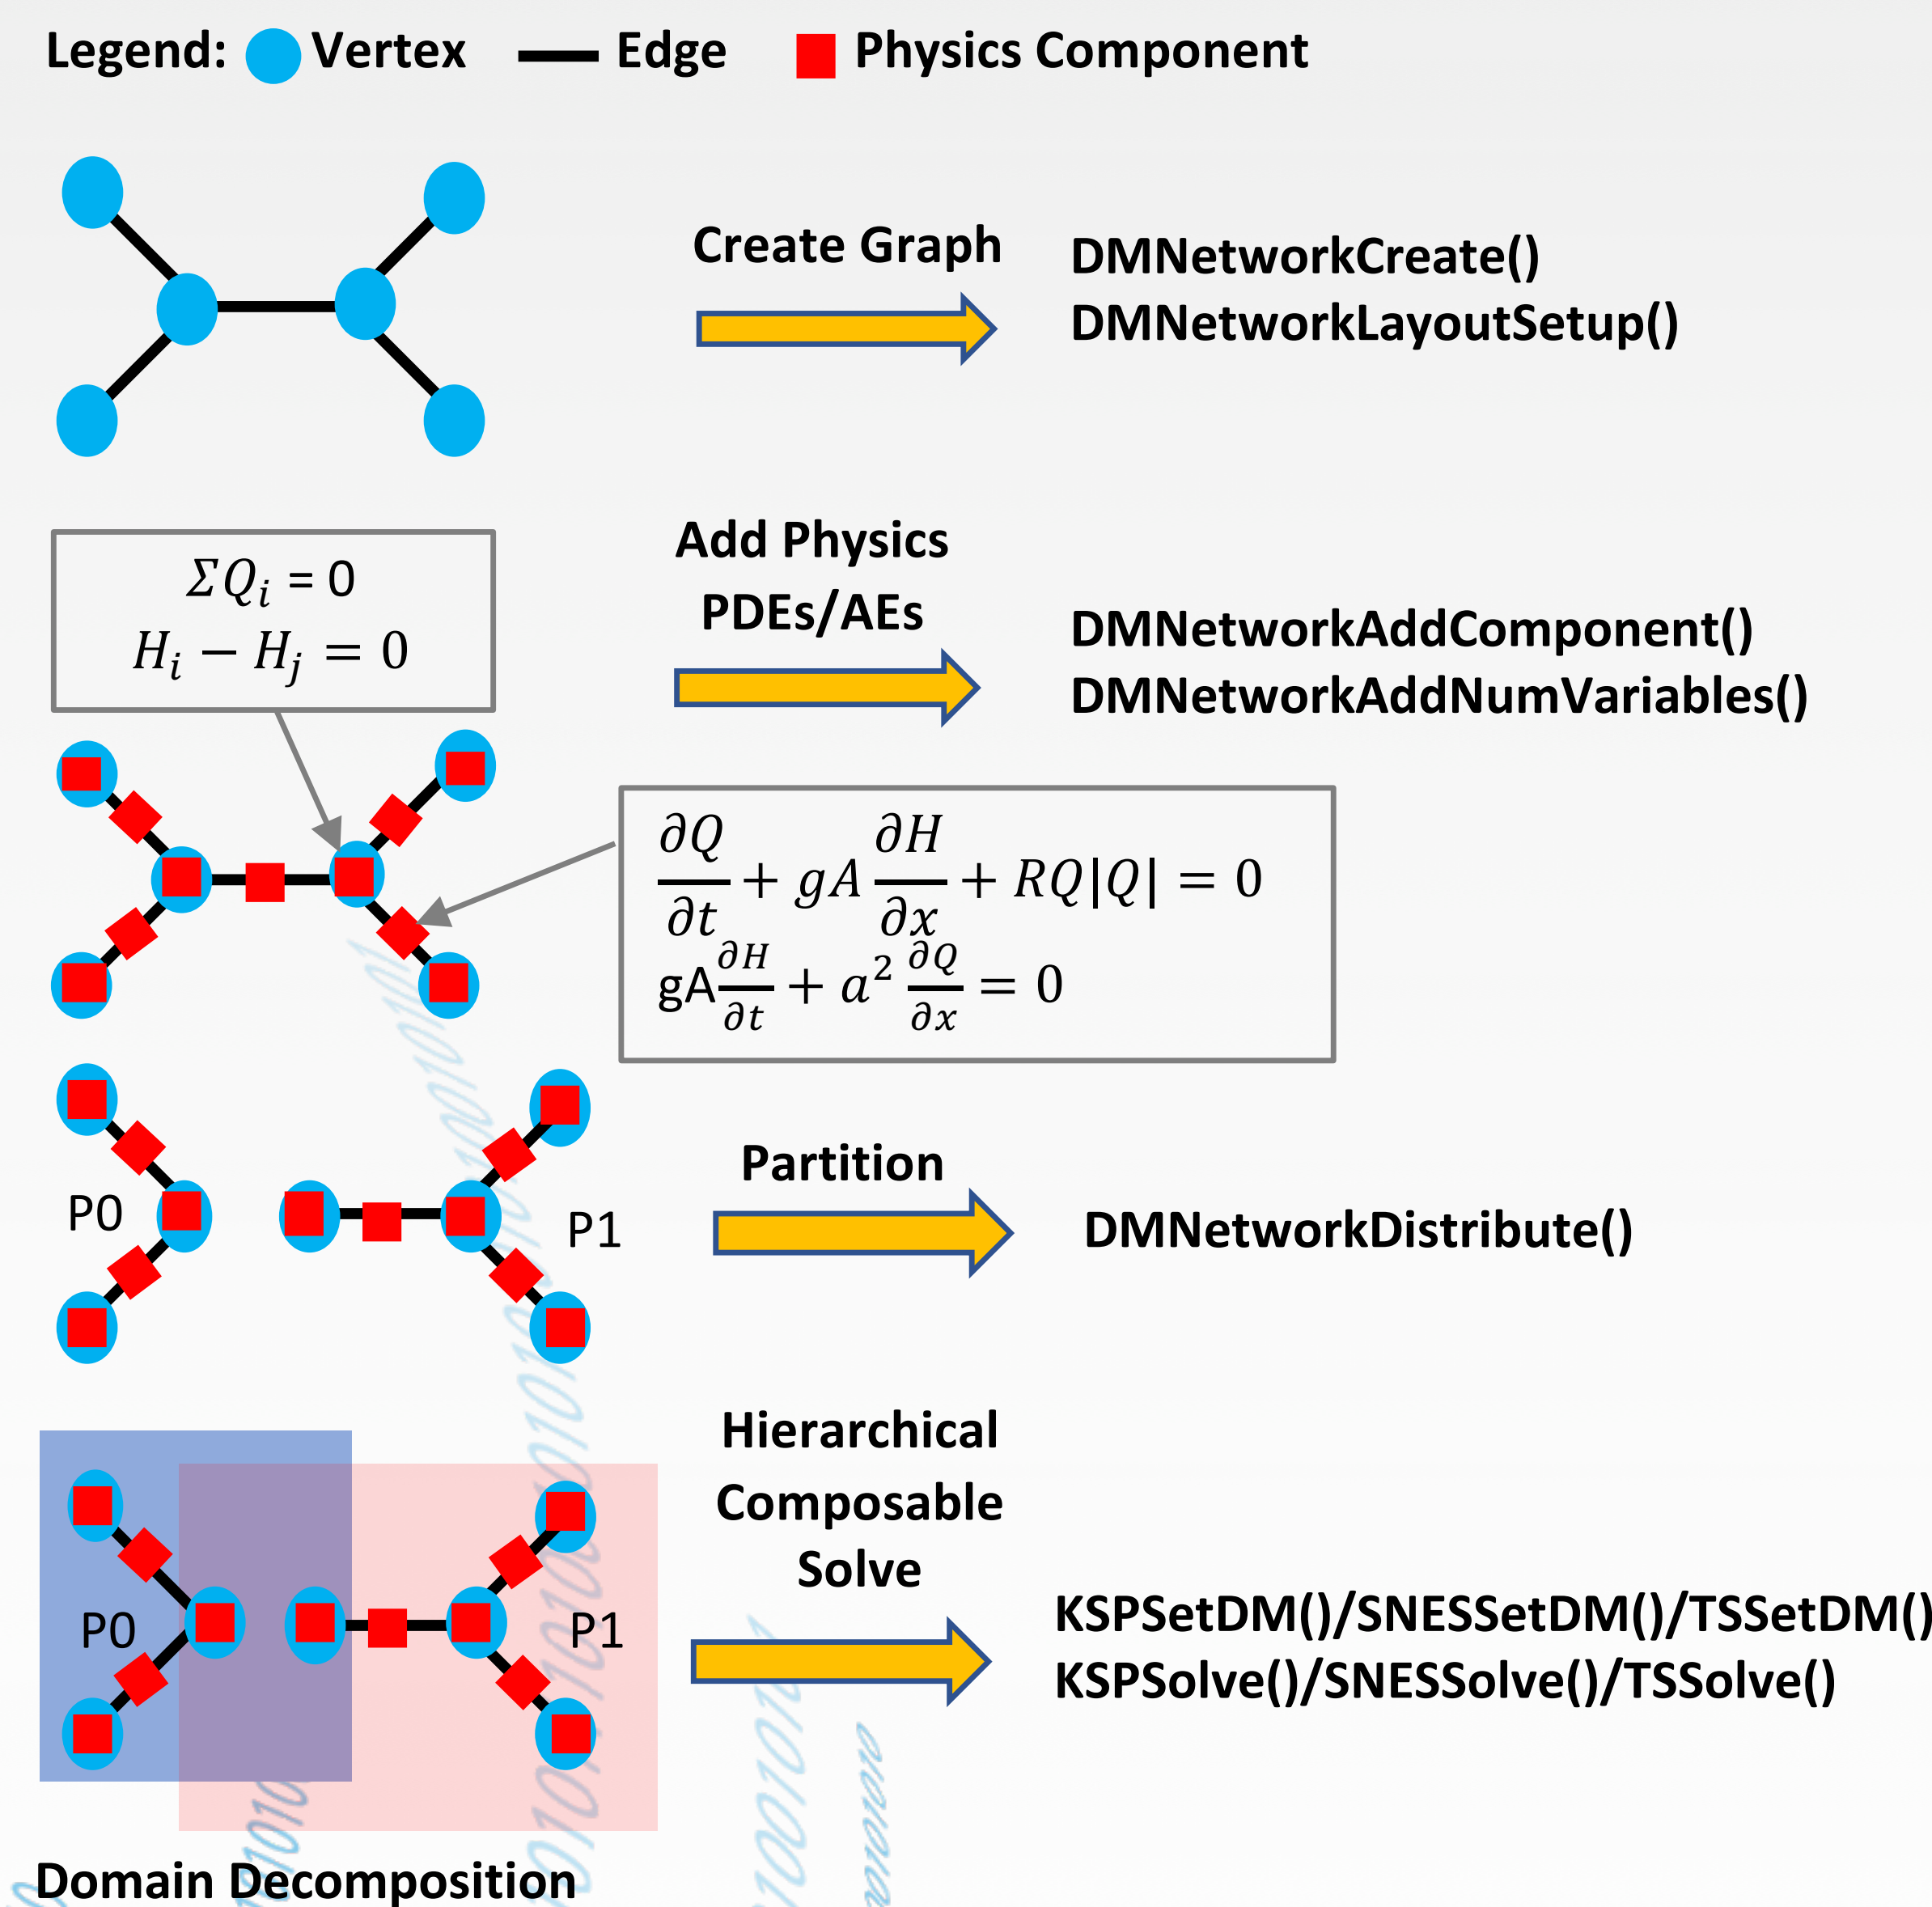 Legend: Vertex Edge Physics Component
Create Graph
DMNetworkCreate()
DMNetworkLayoutSetup()
ΣQᵢ = 0
Hᵢ − Hⱼ = 0
Add Physics
PDEs/AEs
DMNetworkAddComponent()
DMNetworkAddNumVariables()
∂Q/∂t + gA ∂H/∂x + RQ|Q| = 0
gA ∂H/∂t + a² ∂Q/∂x = 0
P0
P1
Partition
DMNetworkDistribute()
Hierarchical
Composable
Solve
P0
P1
KSPSetDM()/SNESSetDM()/TSSetDM()
KSPSolve()/SNESSolve()/TSSolve()
Domain Decomposition